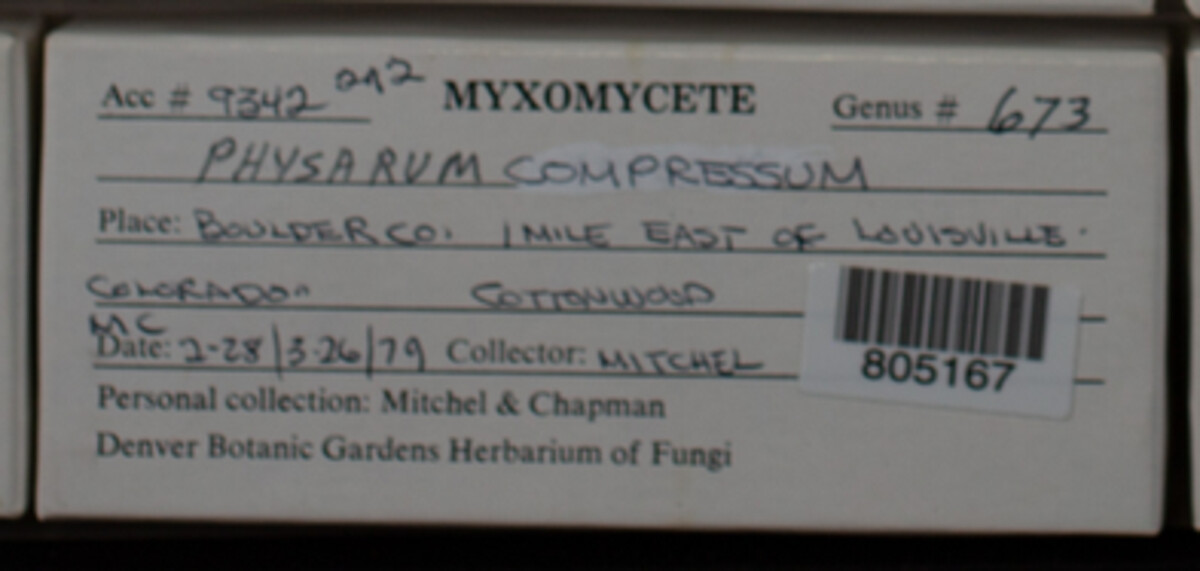 Acc # 9342 MYXOMYCETE Genus # 673
PHYSARUM COMPRESSUM
Place: BOULDER CO. 1 MILE EAST OF LOUISVILLE.
COLORADO COTTONWOOD
MC
Date: 2-28/3-26/79 Collector: MITCHEL
805167
Personal collection: Mitchel & Chapman
Denver Botanic Gardens Herbarium of Fungi